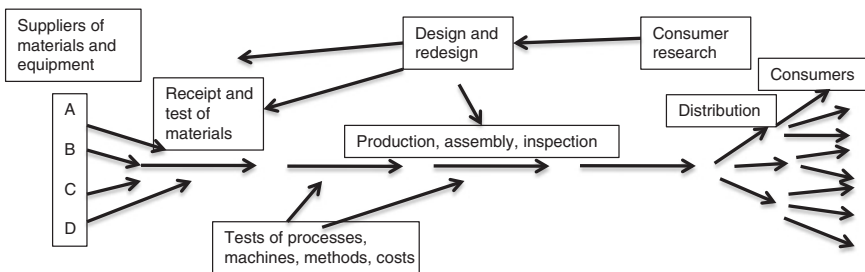 Suppliers of
materials and
equipment
Design and
redesign
Consumer
research
Consumers
Receipt and
test of
materials
Distribution
A
B
C
D
Production, assembly, inspection
Tests of processes,
machines, methods, costs